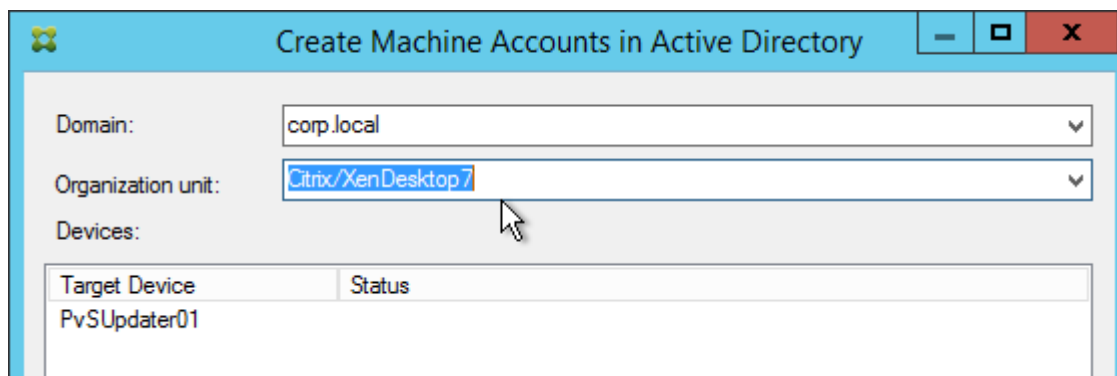 Create Machine Accounts in Active Directory
Domain: corp.local
Organization unit: Citrix/XenDesktop7
Devices:
Target Device Status
PvSUpdater01